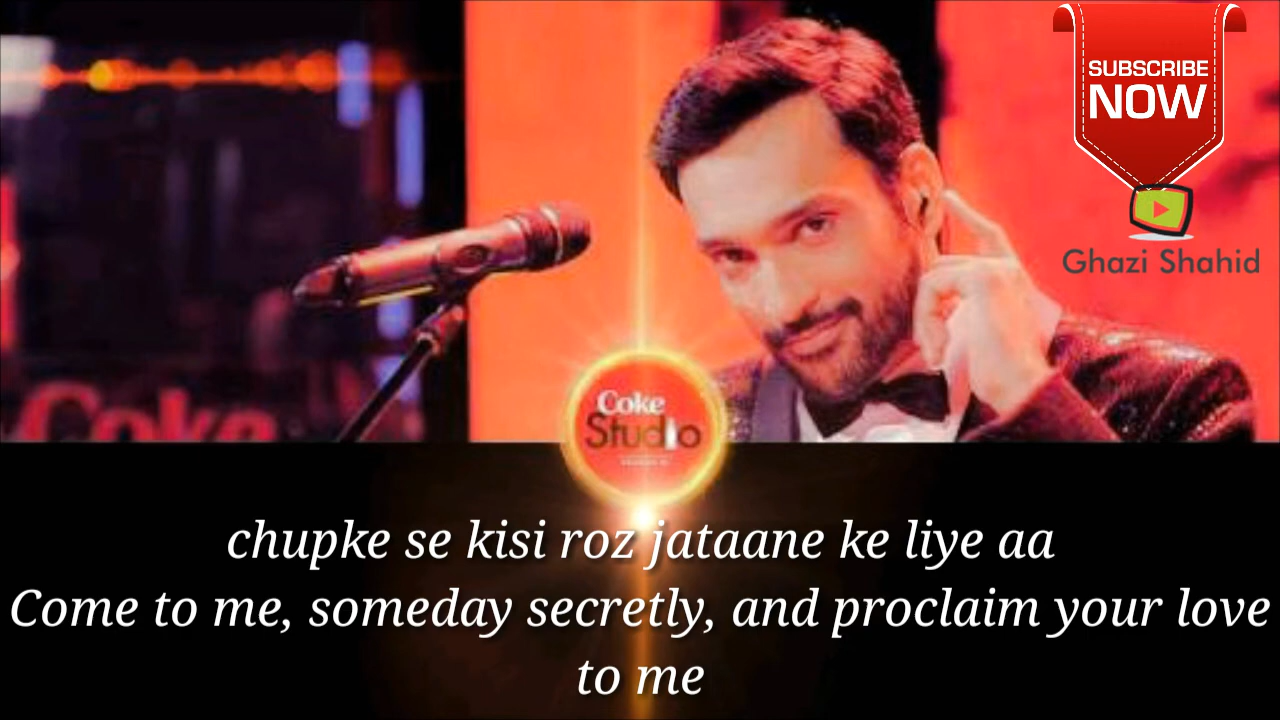 SUBSCRIBE
NOW
Ghazi Shahid
Coke
Coke
Studio
chupke se kisi roz jataane ke liye aa
Come to me, someday secretly, and proclaim your love
to me